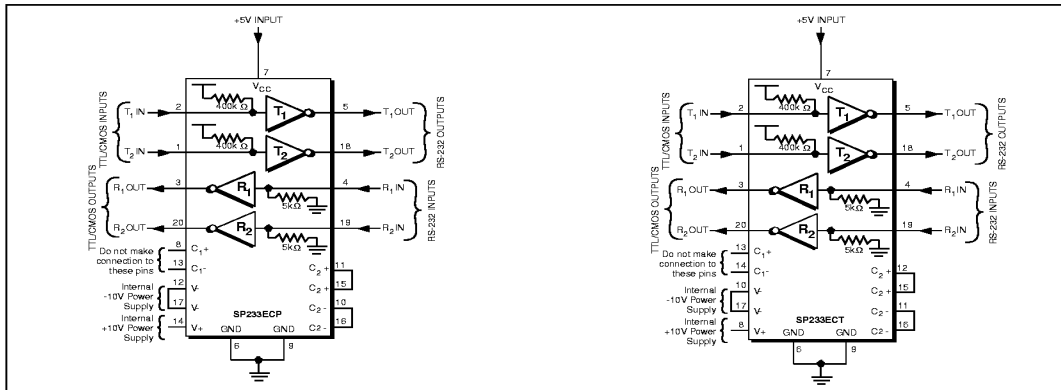 +5V INPUT
7
VCC
TTL/CMOS INPUTS
T1 IN 2 400k Ω T1 5 T1 OUT
T2 IN 1 400k Ω T2 18 T2 OUT
RS-232 OUTPUTS
TTL/CMOS OUTPUTS
R1 OUT 3 R1 4 R1 IN
5kΩ
R2 OUT 20 R2 19 R2 IN
5kΩ
RS-232 INPUTS
Do not make
connection to
these pins
8 C1+
13 C1-
Internal
-10V Power
Supply
12 V-
17 V-
Internal
+10V Power
Supply
14 V+
C2+ 11
C2+ 15
C2- 10
C2- 16
SP233ECP
GND GND
6 9
+5V INPUT
7
VCC
TTL/CMOS INPUTS
T1 IN 2 400k Ω T1 5 T1 OUT
T2 IN 1 400k Ω T2 18 T2 OUT
RS-232 OUTPUTS
TTL/CMOS OUTPUTS
R1 OUT 3 R1 4 R1 IN
5kΩ
R2 OUT 20 R2 19 R2 IN
5kΩ
RS-232 INPUTS
Do not make
connection to
these pins
13 C1+
14 C1-
Internal
-10V Power
Supply
10 V-
17 V-
Internal
+10V Power
Supply
8 V+
C2+ 12
C2+ 15
C2- 11
C2- 16
SP233ECT
GND GND
6 9